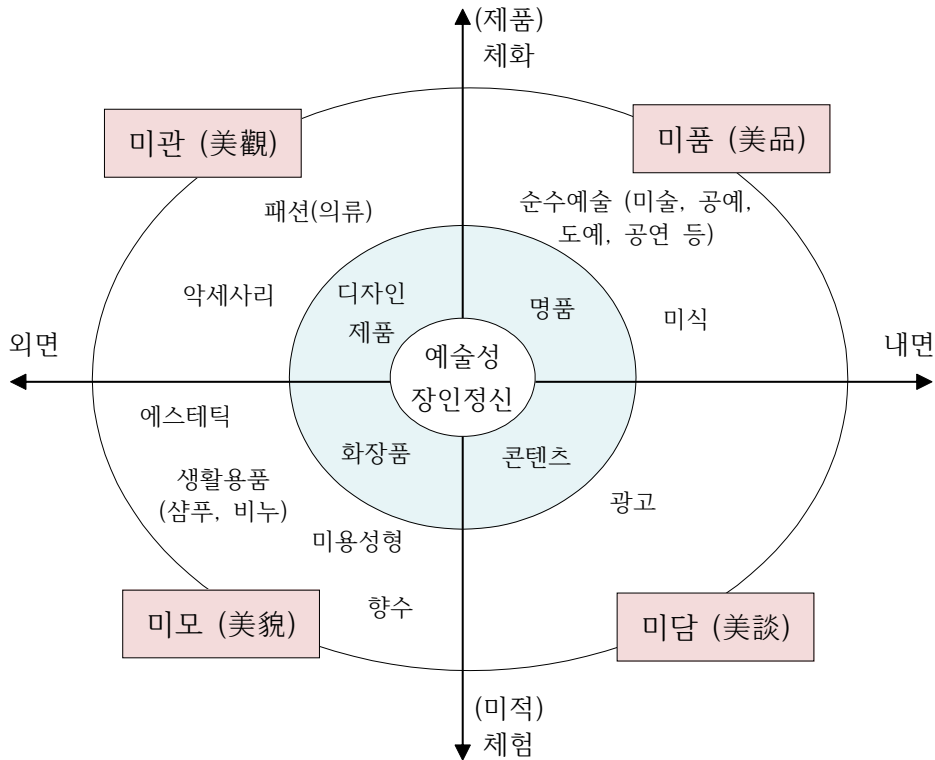 (제품)
체화
미관 (美觀)
미품 (美品)
패션(의류)
순수예술 (미술, 공예,
도예, 공연 등)
악세사리
디자인
제품
명품
미식
외면
예술성
장인정신
내면
에스테틱
화장품
콘텐츠
생활용품
(샴푸, 비누)
광고
미용성형
향수
미모 (美貌)
미담 (美談)
(미적)
체험